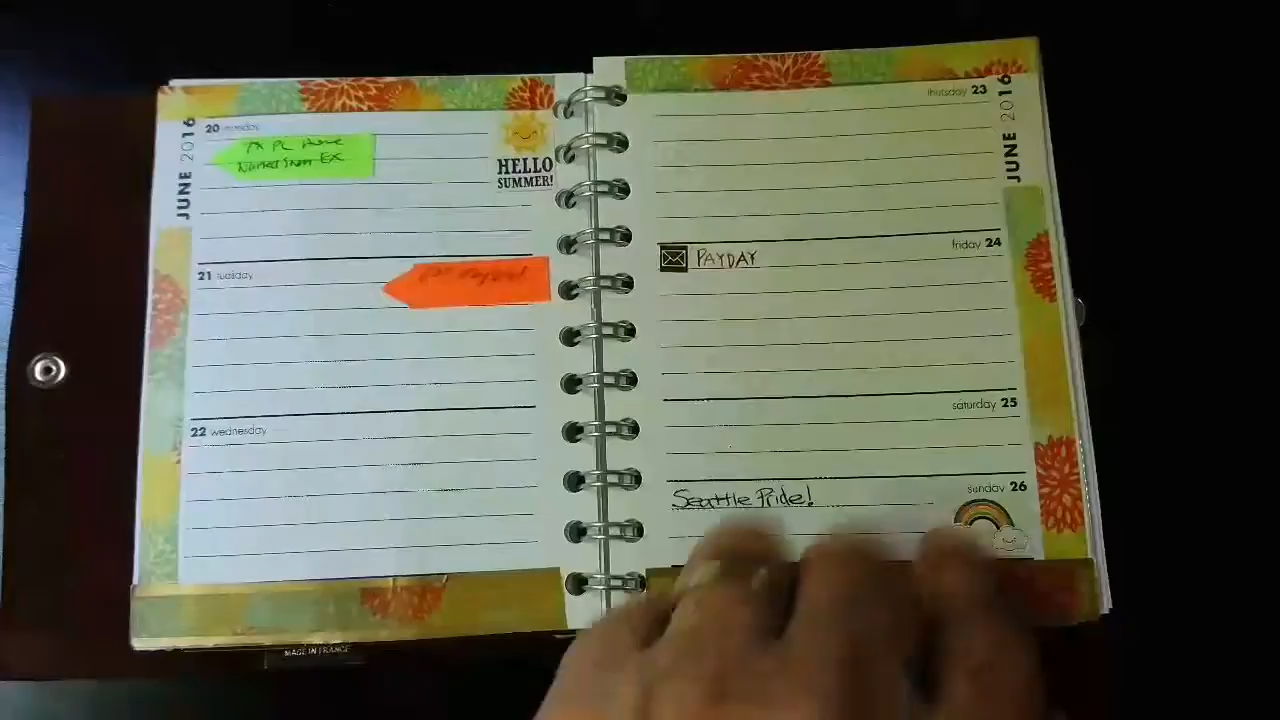 JUNE 2016
20 monday
HELLO
SUMMER!
21 tuesday
22 wednesday
thursday 23
JUNE 2016
friday 24
PAYDAY
saturday 25
sunday 26
Seattle Pride!
MADE IN FRANCE